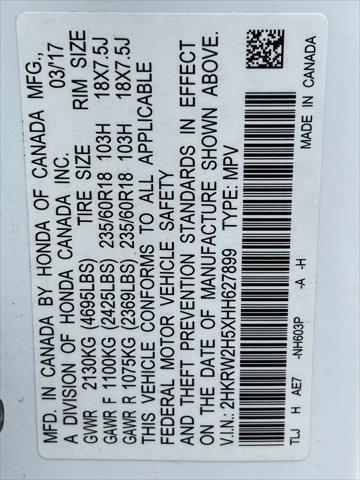 MFD. IN CANADA BY HONDA OF CANADA MFG.,
A DIVISION OF HONDA CANADA INC. 03/17
TIRE SIZE RIM SIZE
GVWR 2130KG (4695LBS)
GAWR F 1100KG (2425LBS) 235/60R18 103H 18X7.5J
GAWR R 1075KG (2369LBS) 235/60R18 103H 18X7.5J
THIS VEHICLE CONFORMS TO ALL APPLICABLE
FEDERAL MOTOR VEHICLE SAFETY
AND THEFT PREVENTION STANDARDS IN EFFECT
ON THE DATE OF MANUFACTURE SHOWN ABOVE.
V.I.N.: 2HKRW2H5XHH627899 TYPE: MPV
TLJ H AE7 -NH603P -A -H MADE IN CANADA